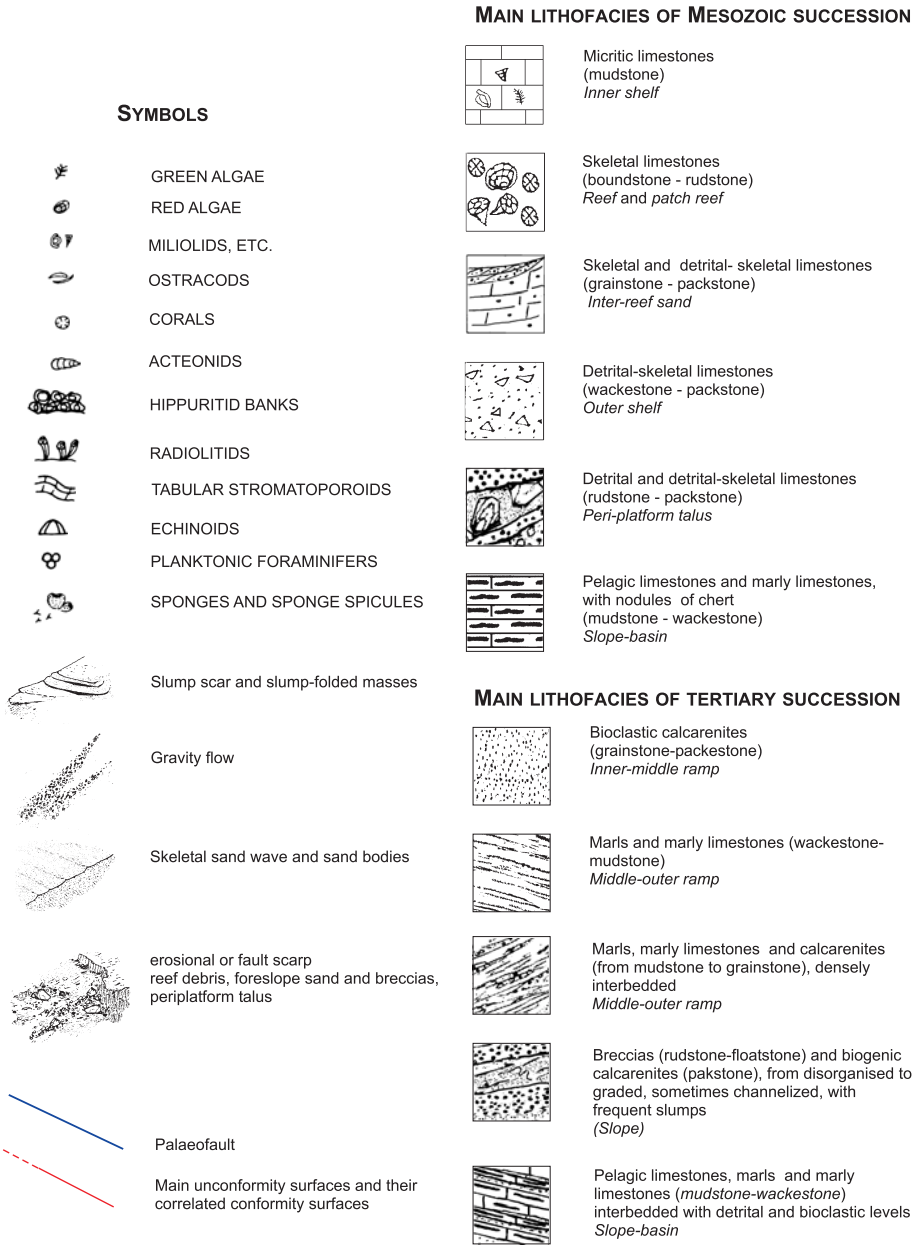 SYMBOLS
GREEN ALGAE
RED ALGAE
MILIOLIDS, ETC.
OSTRACODS
CORALS
ACTEONIDS
HIPPURITID BANKS
RADIOLITIDS
TABULAR STROMATOPOROIDS
ECHINOIDS
PLANKTONIC FORAMINIFERS
SPONGES AND SPONGE SPICULES
Slump scar and slump-folded masses
Gravity flow
Skeletal sand wave and sand bodies
erosional or fault scarp
reef debris, foreslope sand and breccias,
periplatform talus
Palaeofault
Main unconformity surfaces and their
correlated conformity surfaces
MAIN LITHOFACIES OF MESOZOIC SUCCESSION
Micritic limestones
(mudstone)
Inner shelf
Skeletal limestones
(boundstone - rudstone)
Reef and patch reef
Skeletal and detrital- skeletal limestones
(grainstone - packstone)
Inter-reef sand
Detrital-skeletal limestones
(wackestone - packstone)
Outer shelf
Detrital and detrital-skeletal limestones
(rudstone - packstone)
Peri-platform talus
Pelagic limestones and marly limestones,
with nodules of chert
(mudstone - wackestone)
Slope-basin
MAIN LITHOFACIES OF TERTIARY SUCCESSION
Bioclastic calcarenites
(grainstone-packestone)
Inner-middle ramp
Marls and marly limestones (wackestone-
mudstone)
Middle-outer ramp
Marls, marly limestones and calcarenites
(from mudstone to grainstone), densely
interbedded
Middle-outer ramp
Breccias (rudstone-floatstone) and biogenic
calcarenites (pakstone), from disorganised to
graded, sometimes channelized, with
frequent slumps
(Slope)
Pelagic limestones, marls and marly
limestones (mudstone-wackestone)
interbedded with detrital and bioclastic levels
Slope-basin